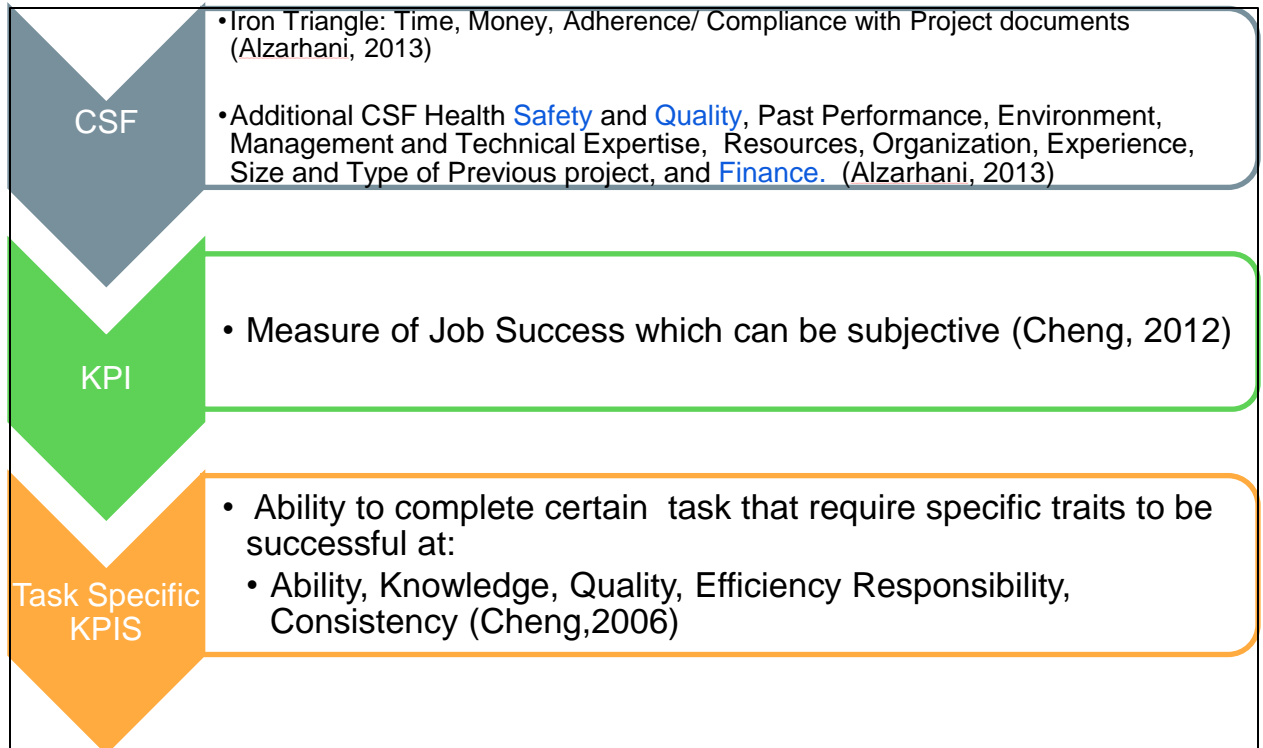 CSF
•Iron Triangle: Time, Money, Adherence/ Compliance with Project documents
(Alzarhani, 2013)
•Additional CSF Health Safety and Quality, Past Performance, Environment,
Management and Technical Expertise,  Resources, Organization, Experience,
Size and Type of Previous project, and Finance.  (Alzarhani, 2013)
KPI
• Measure of Job Success which can be subjective (Cheng, 2012)
Task Specific
KPIS
•  Ability to complete certain  task that require specific traits to be
successful at:
• Ability, Knowledge, Quality, Efficiency Responsibility,
Consistency (Cheng,2006)